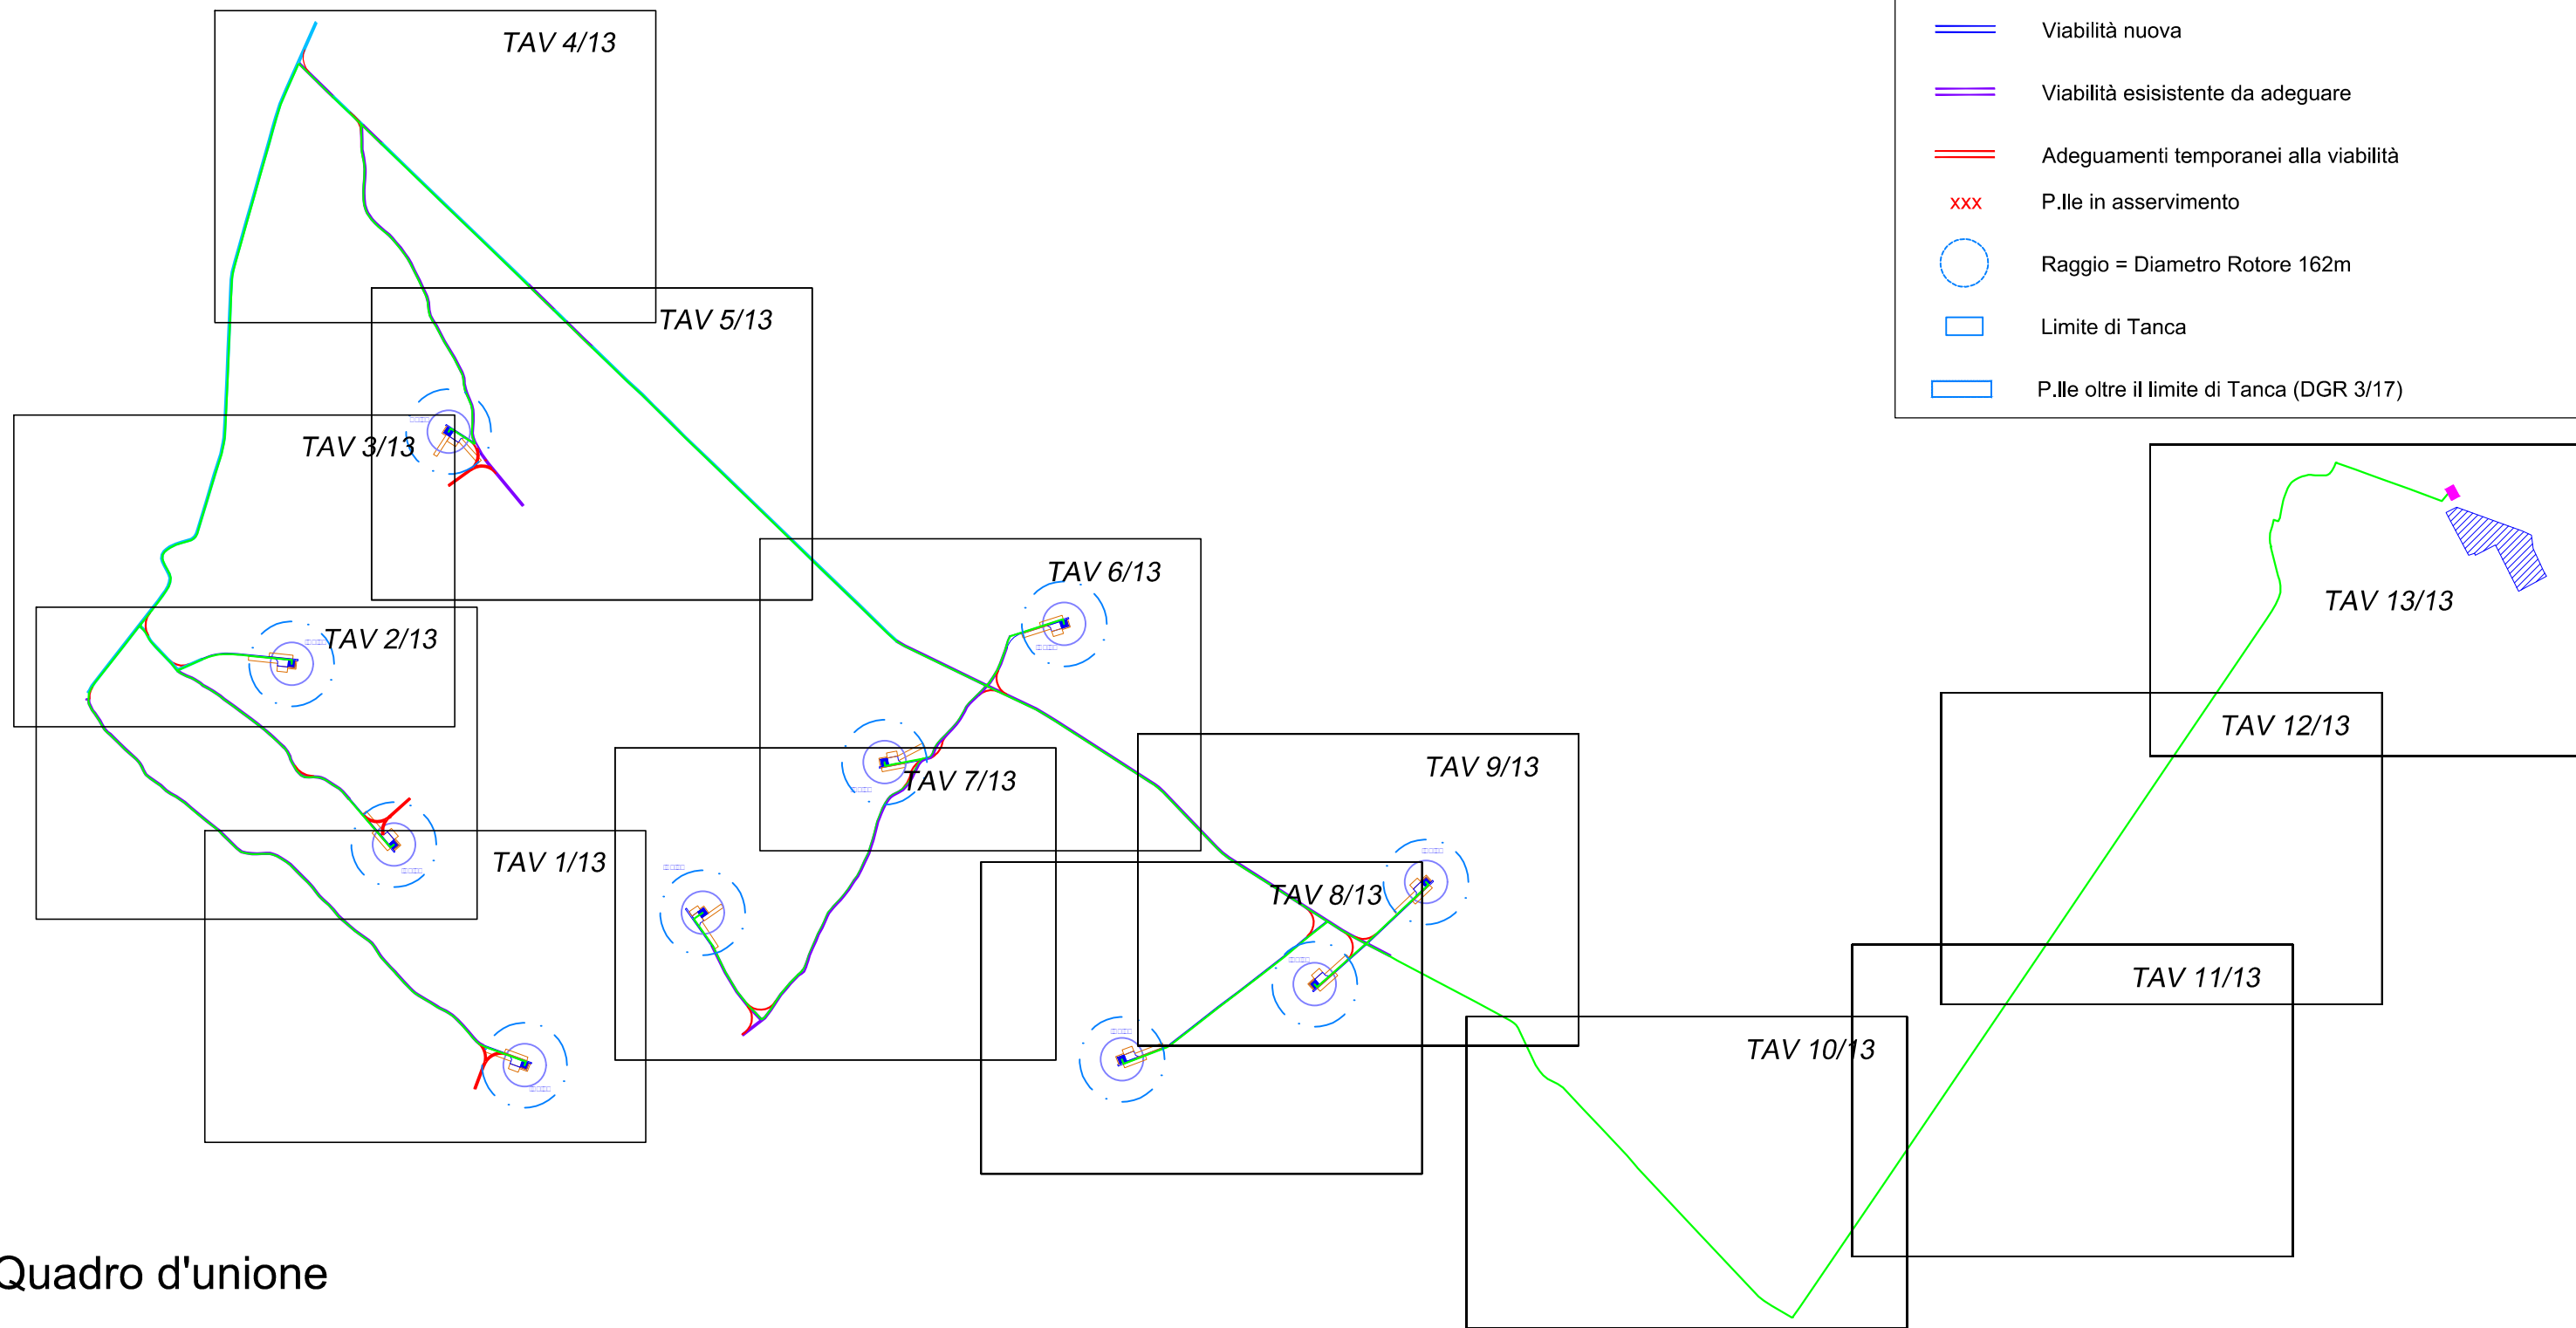 Viabilità nuova
Viabilità esisistente da adeguare
Adeguamenti temporanei alla viabilità
xxx P.lle in asservimento
Raggio = Diametro Rotore 162m
Limite di Tanca
P.lle oltre il limite di Tanca (DGR 3/17)
TAV 4/13
TAV 5/13
TAV 3/13
TAV 6/13
TAV 13/13
TAV 2/13
TAV 12/13
TAV 7/13
TAV 9/13
TAV 1/13
TAV 8/13
TAV 11/13
TAV 10/13
Quadro d'unione